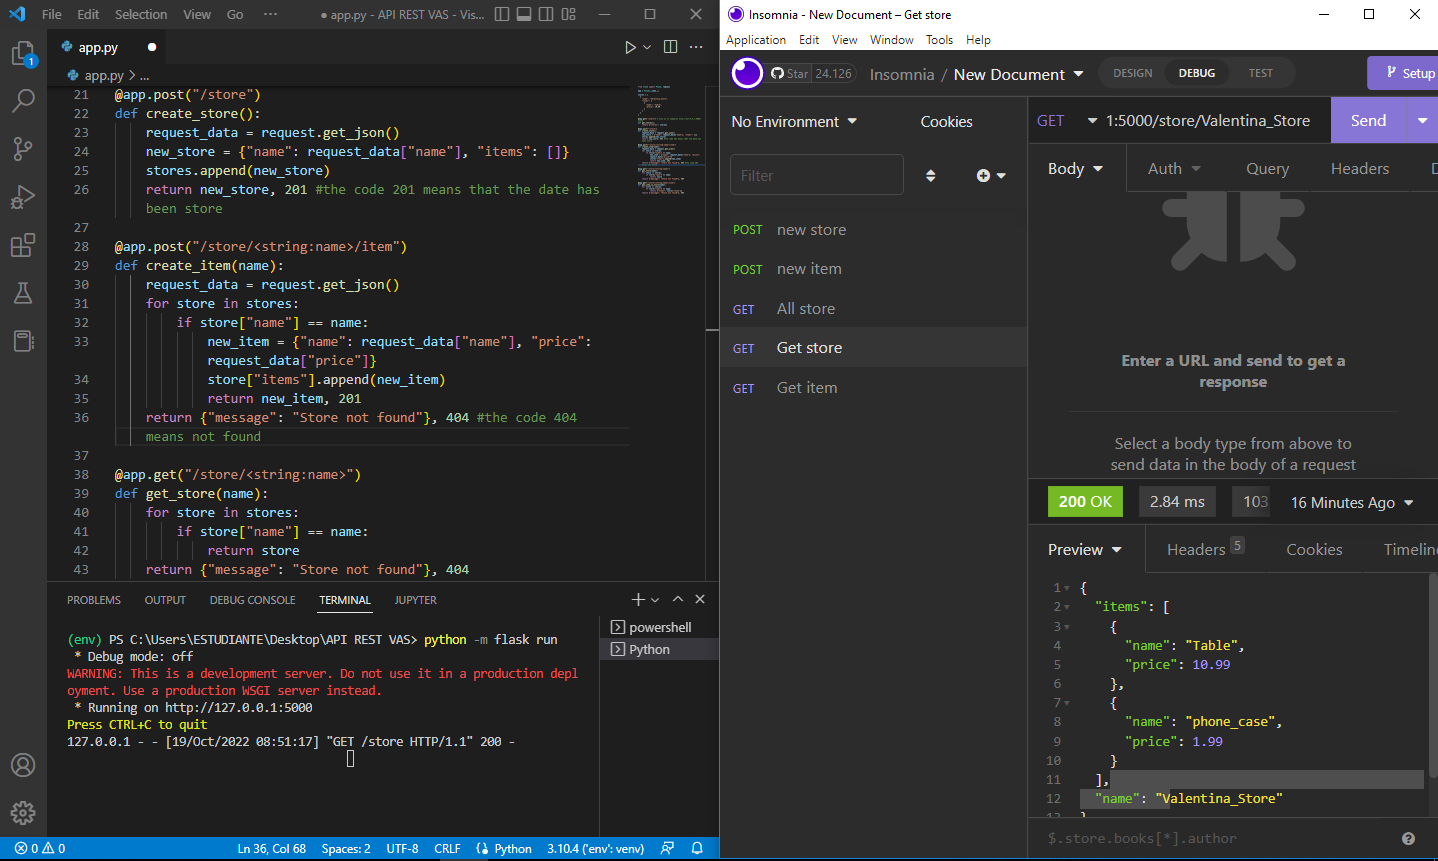 File Edit Selection View Go ··· ● app.py - API REST VAS - Vis...
app.py ●
app.py > ...
21 @app.post("/store")
22 def create_store():
23 request_data = request.get_json()
24 new_store = {"name": request_data["name"], "items": []}
25 stores.append(new_store)
26 return new_store, 201 #the code 201 means that the date has
been store
27
28 @app.post("/store/<string:name>/item")
29 def create_item(name):
30 request_data = request.get_json()
31 for store in stores:
32 if store["name"] == name:
33 new_item = {"name": request_data["name"], "price":
request_data["price"]}
34 store["items"].append(new_item)
35 return new_item, 201
36 return {"message": "Store not found"}, 404 #the code 404
means not found
37
38 @app.get("/store/<string:name>")
39 def get_store(name):
40 for store in stores:
41 if store["name"] == name:
42 return store
43 return {"message": "Store not found"}, 404
PROBLEMS OUTPUT DEBUG CONSOLE TERMINAL JUPYTER
(env) PS C:\Users\ESTUDIANTE\Desktop\API REST VAS> python -m flask run
* Debug mode: off
WARNING: This is a development server. Do not use it in a production depl
oyment. Use a production WSGI server instead.
* Running on http://127.0.0.1:5000
Press CTRL+C to quit
127.0.0.1 - - [19/Oct/2022 08:51:17] "GET /store HTTP/1.1" 200 -
powershell
Python
1
0 0 Ln 36, Col 68 Spaces: 2 UTF-8 CRLF Python 3.10.4 ('env': venv)
Insomnia - New Document – Get store
Application Edit View Window Tools Help
Star 24.126 Insomnia / New Document DESIGN DEBUG TEST Setup
No Environment Cookies
Filter
POST new store
POST new item
GET All store
GET Get store
GET Get item
GET 1:5000/store/Valentina_Store Send
Body Auth Query Headers D
Enter a URL and send to get a
response
Select a body type from above to
send data in the body of a request
200 OK 2.84 ms 103 16 Minutes Ago
Preview Headers 5 Cookies Timeline
1 {
2 "items": [
3 {
4 "name": "Table",
5 "price": 10.99
6 },
7 {
8 "name": "phone_case",
9 "price": 1.99
10 }
11 ],
12 "name": "Valentina_Store"
13 }
$.store.books[*].author